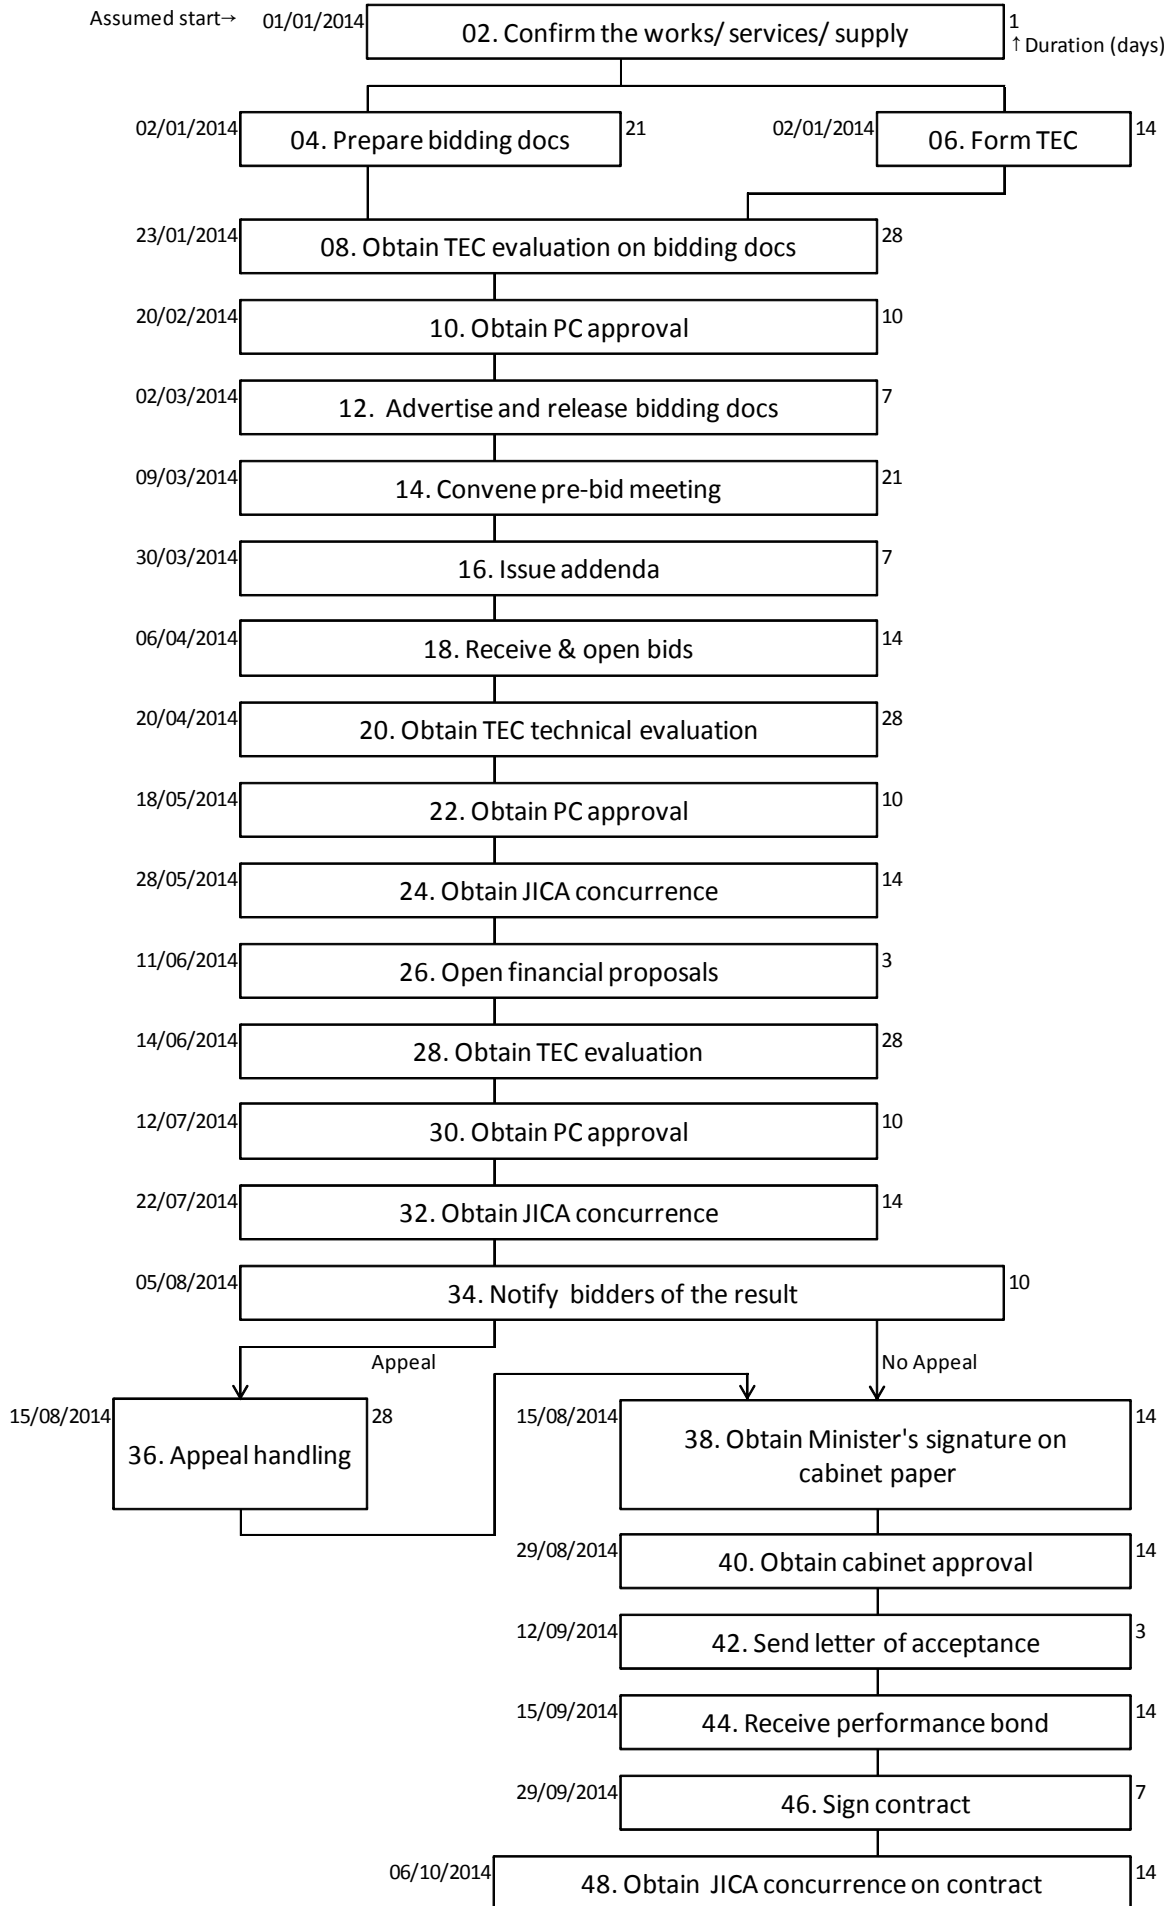 Assumed start→ 01/01/2014 02. Confirm the works/ services/ supply 1
↑Duration (days)
02/01/2014 04. Prepare bidding docs 21 02/01/2014 06. Form TEC 14
23/01/2014 08. Obtain TEC evaluation on bidding docs 28
20/02/2014 10. Obtain PC approval 10
02/03/2014 12. Advertise and release bidding docs 7
09/03/2014 14. Convene pre-bid meeting 21
30/03/2014 16. Issue addenda 7
06/04/2014 18. Receive & open bids 14
20/04/2014 20. Obtain TEC technical evaluation 28
18/05/2014 22. Obtain PC approval 10
28/05/2014 24. Obtain JICA concurrence 14
11/06/2014 26. Open financial proposals 3
14/06/2014 28. Obtain TEC evaluation 28
12/07/2014 30. Obtain PC approval 10
22/07/2014 32. Obtain JICA concurrence 14
05/08/2014 34. Notify bidders of the result 10
Appeal No Appeal
15/08/2014 36. Appeal handling 28
15/08/2014 38. Obtain Minister's signature on 14
cabinet paper
29/08/2014 40. Obtain cabinet approval 14
12/09/2014 42. Send letter of acceptance 3
15/09/2014 44. Receive performance bond 14
29/09/2014 46. Sign contract 7
06/10/2014 48. Obtain JICA concurrence on contract 14